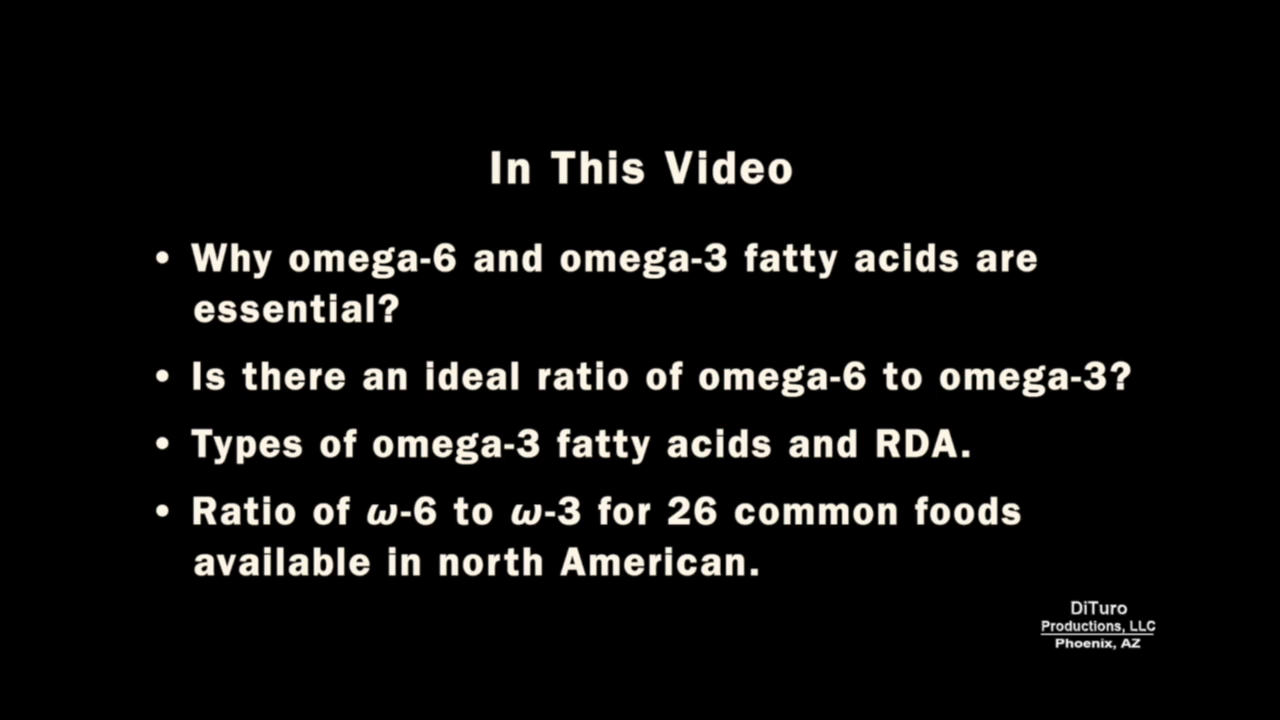 In This Video
• Why omega-6 and omega-3 fatty acids are
essential?
• Is there an ideal ratio of omega-6 to omega-3?
• Types of omega-3 fatty acids and RDA.
• Ratio of ω-6 to ω-3 for 26 common foods
available in north American.
DiTuro
Productions, LLC
Phoenix, AZ